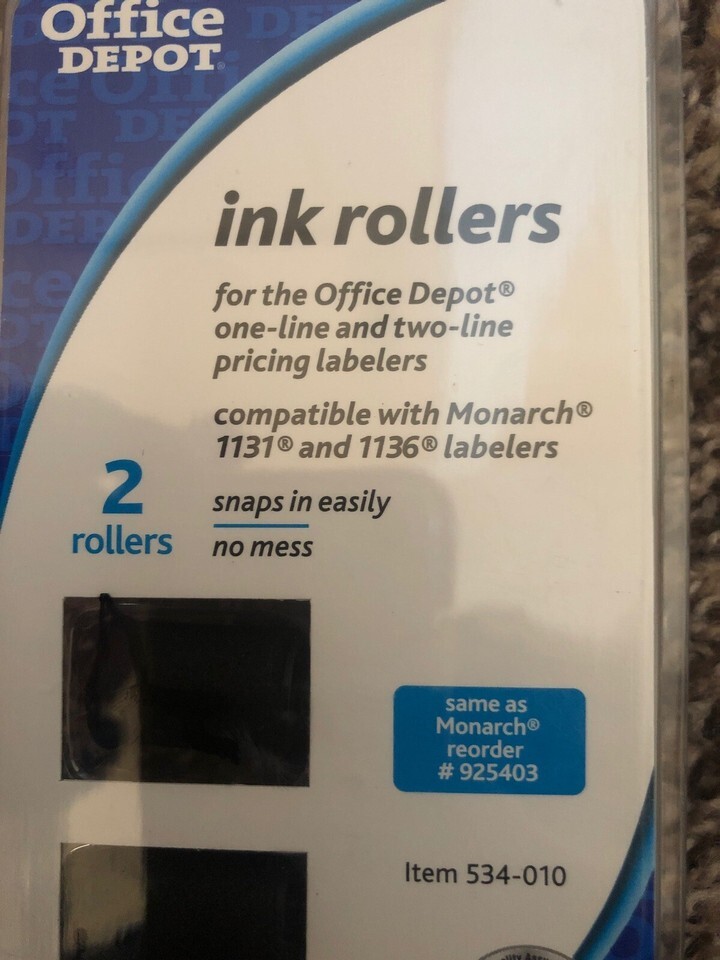 Office
DEPOT®
ink rollers
for the Office Depot®
one-line and two-line
pricing labelers
compatible with Monarch®
1131® and 1136® labelers
2
rollers
snaps in easily
no mess
same as
Monarch®
reorder
# 925403
Item 534-010